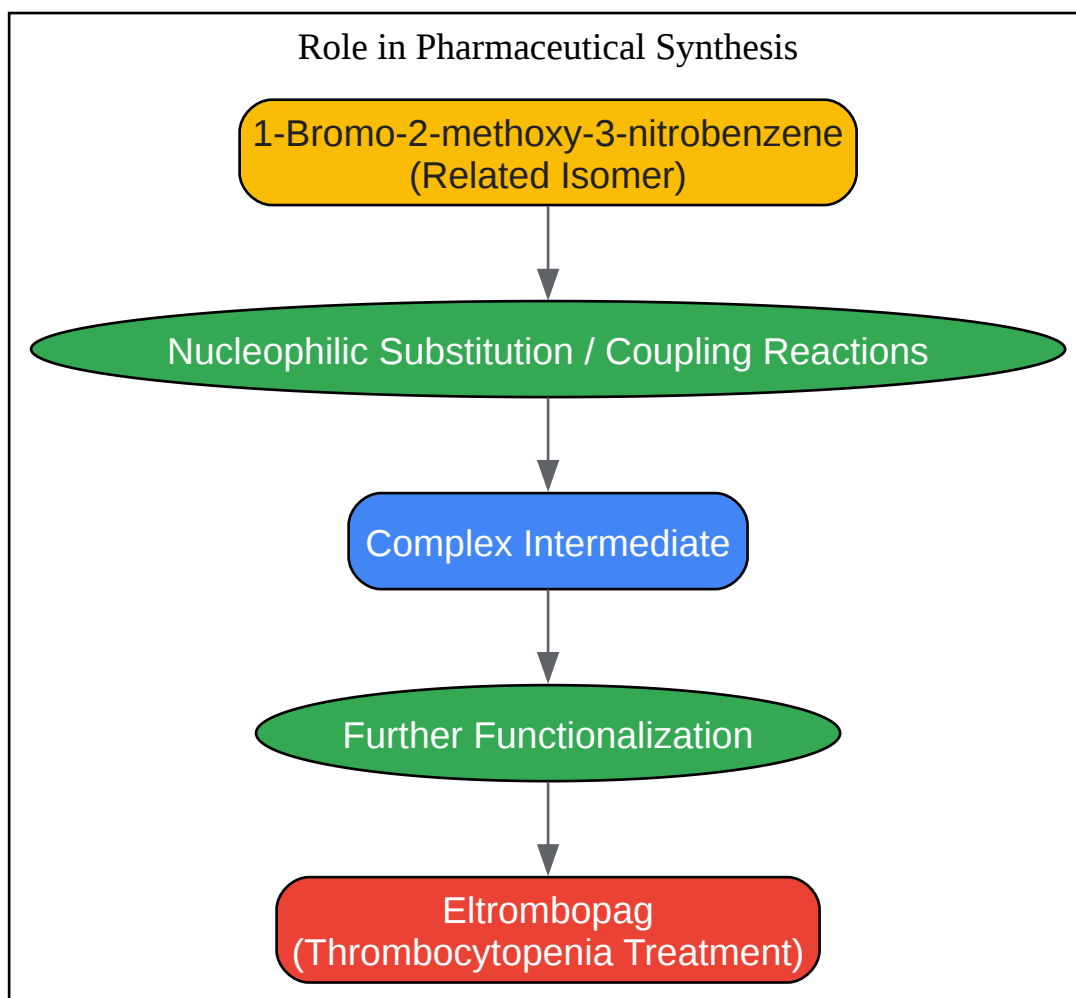 Role in Pharmaceutical Synthesis
1-Bromo-2-methoxy-3-nitrobenzene
(Related Isomer)
Nucleophilic Substitution / Coupling Reactions
Complex Intermediate
Further Functionalization
Eltrombopag
(Thrombocytopenia Treatment)